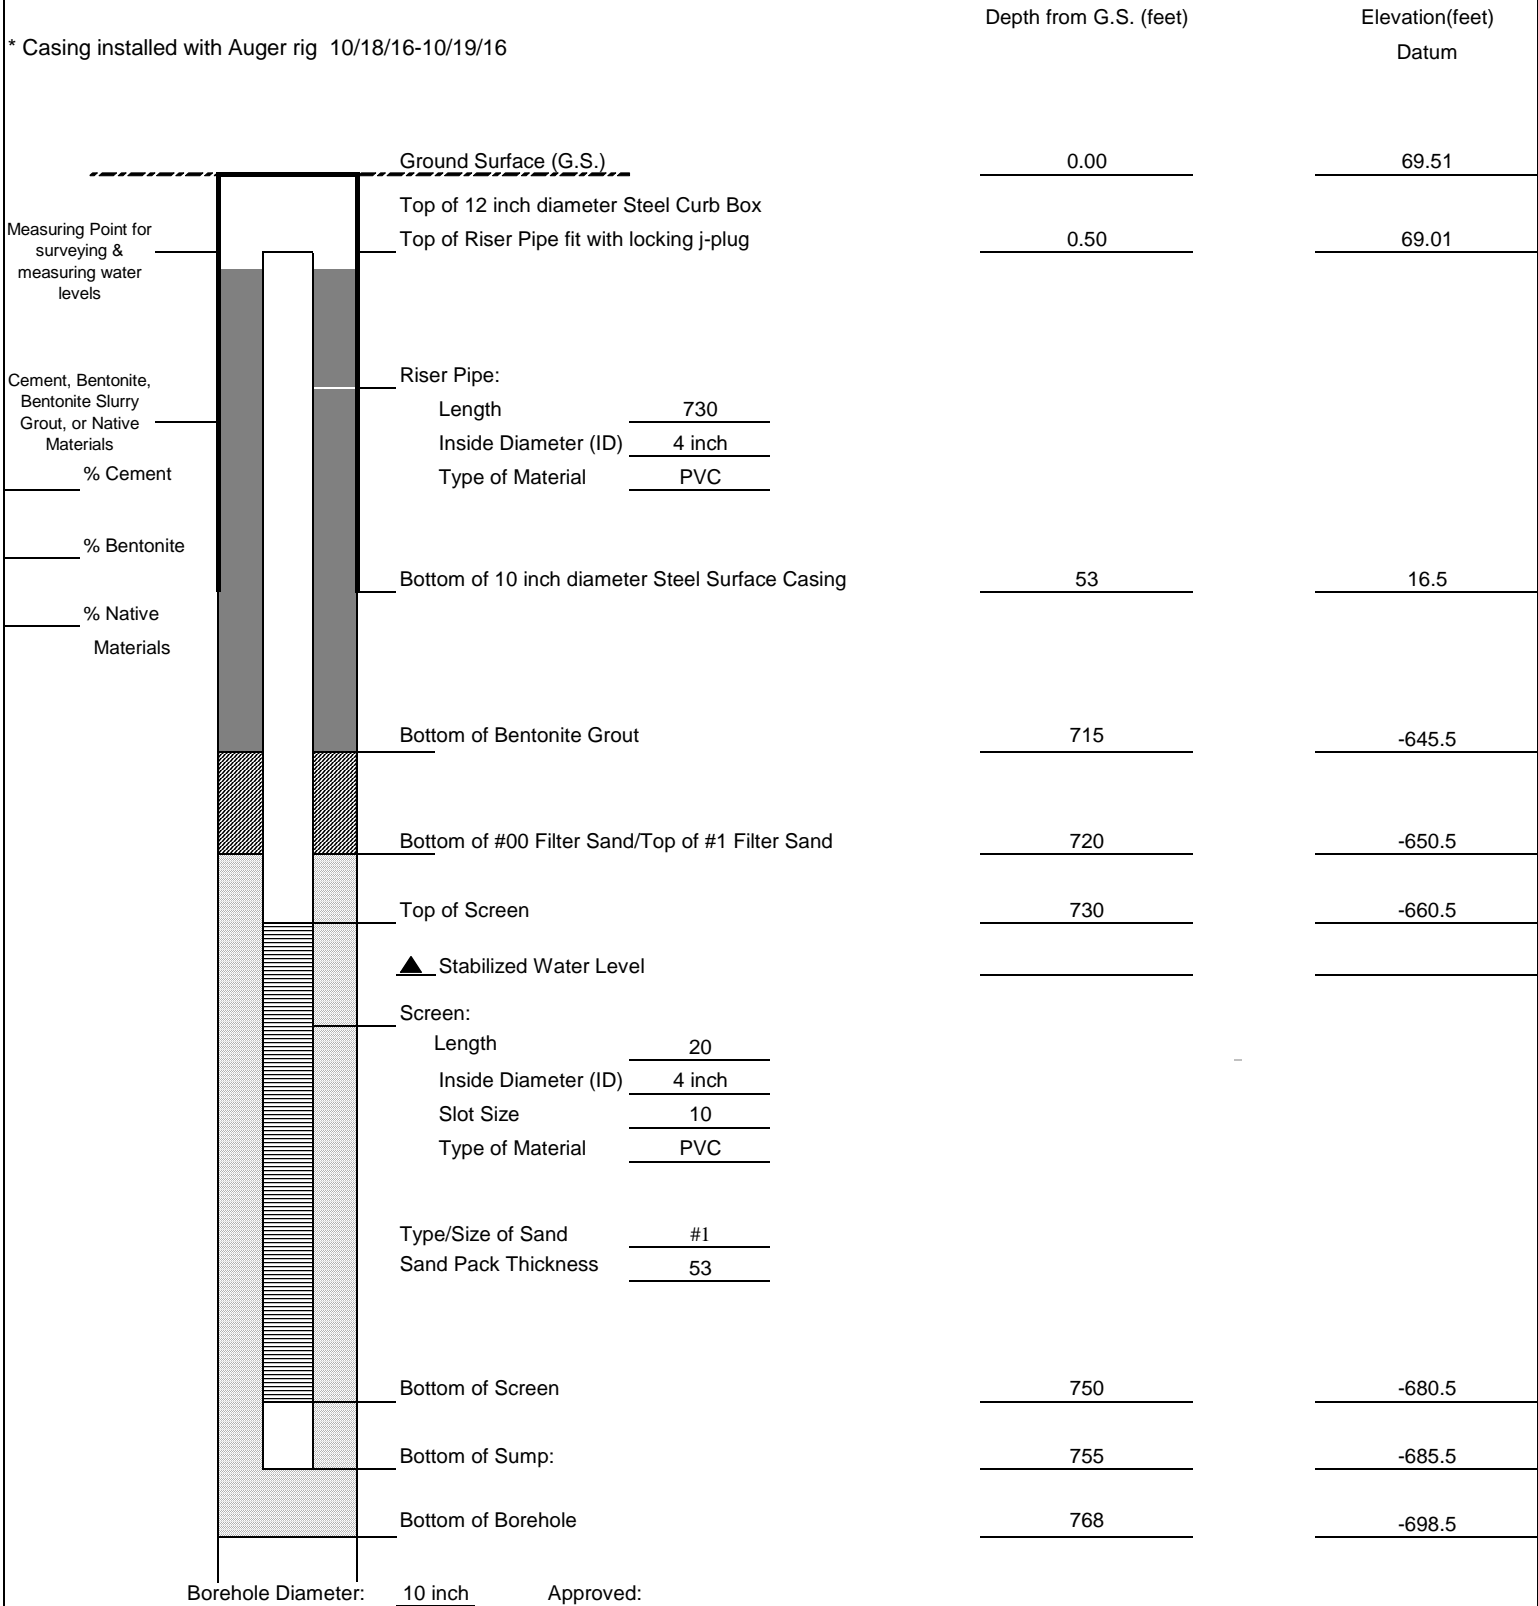 Depth from G.S. (feet) Elevation(feet)
* Casing installed with Auger rig 10/18/16-10/19/16 Datum
Ground Surface (G.S.) 0.00 69.51
Top of 12 inch diameter Steel Curb Box
Measuring Point for
surveying &
measuring water
levels
Top of Riser Pipe fit with locking j-plug 0.50 69.01
Cement, Bentonite,
Bentonite Slurry
Grout, or Native
Materials
Riser Pipe:
Length 730
Inside Diameter (ID) 4 inch
Type of Material PVC
% Cement
% Bentonite
Bottom of 10 inch diameter Steel Surface Casing 53 16.5
% Native
Materials
Bottom of Bentonite Grout 715 -645.5
Bottom of #00 Filter Sand/Top of #1 Filter Sand 720 -650.5
Top of Screen 730 -660.5
Stabilized Water Level
Screen:
Length 20
Inside Diameter (ID) 4 inch
Slot Size 10
Type of Material PVC
Type/Size of Sand #1
Sand Pack Thickness 53
Bottom of Screen 750 -680.5
Bottom of Sump: 755 -685.5
Bottom of Borehole 768 -698.5
Borehole Diameter: 10 inch Approved: